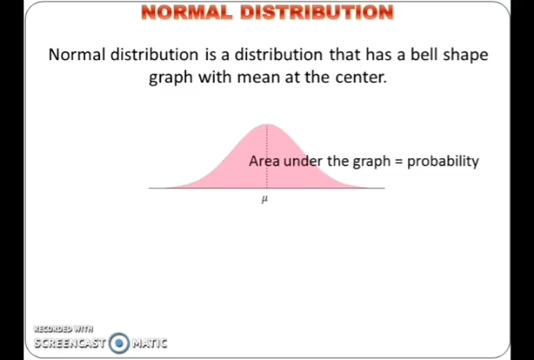 NORMAL DISTRIBUTION
Normal distribution is a distribution that has a bell shape
graph with mean at the center.
Area under the graph = probability
μ
RECORDED WITH
SCREENCAST MATIC